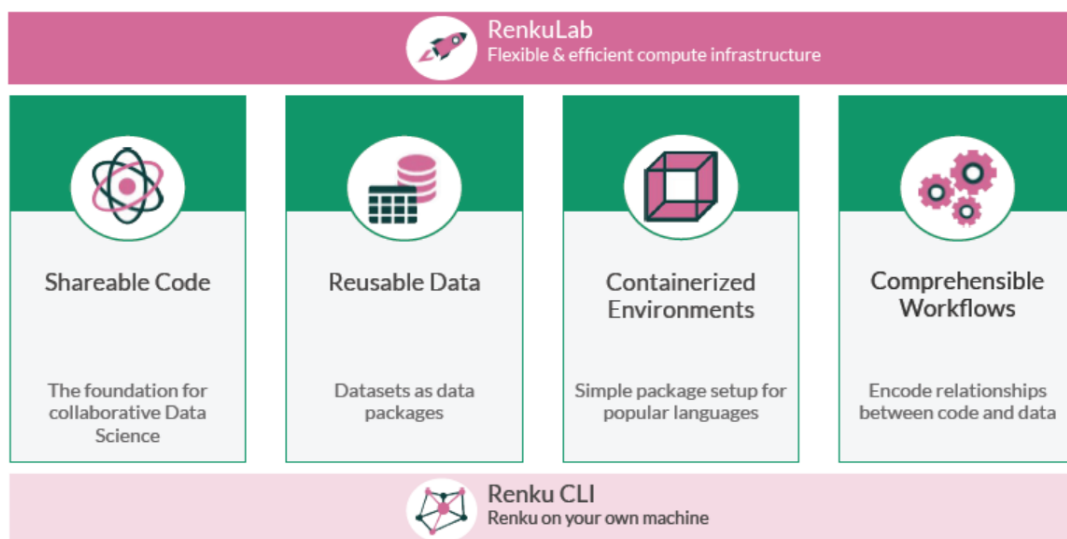 RenkuLab
Flexible & efficient compute infrastructure
Shareable Code
The foundation for
collaborative Data
Science
Reusable Data
Datasets as data
packages
Containerized
Environments
Simple package setup for
popular languages
Comprehensible
Workflows
Encode relationships
between code and data
Renku CLI
Renku on your own machine